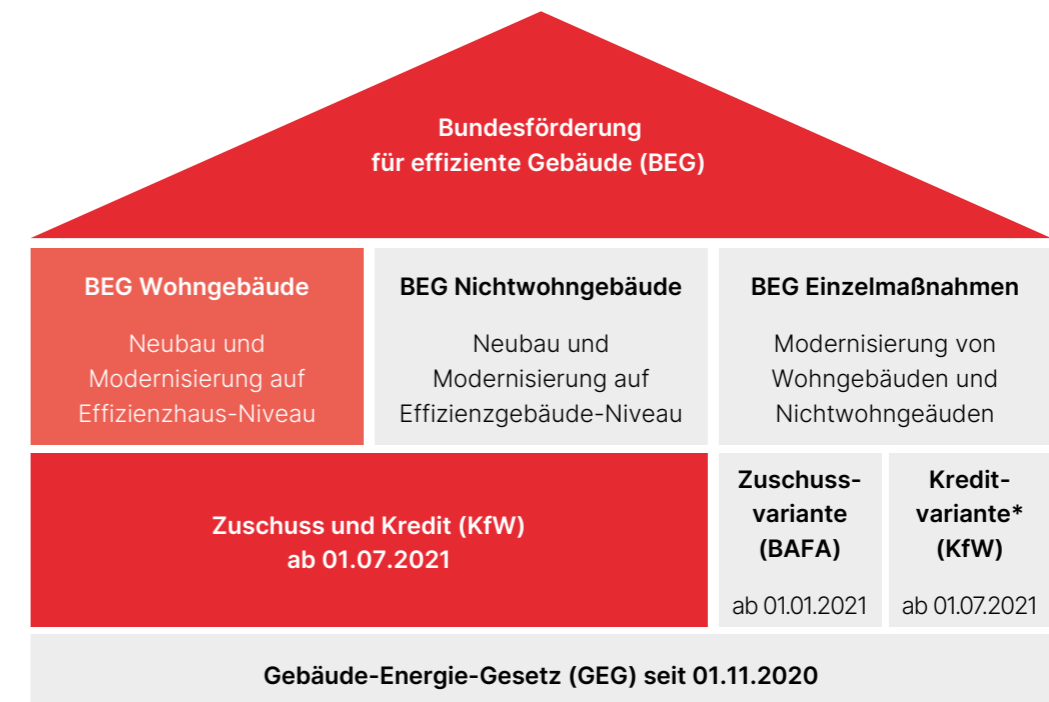 Bundesförderung
für effiziente Gebäude (BEG)
BEG Wohngebäude
Neubau und
Modernisierung auf
Effizienzhaus-Niveau
BEG Nichtwohngebäude
Neubau und
Modernisierung auf
Effizienzgebäude-Niveau
BEG Einzelmaßnahmen
Modernisierung von
Wohngebäuden und
Nichtwohngeäuden
Zuschuss und Kredit (KfW)
ab 01.07.2021
Zuschuss-
variante
(BAFA)
ab 01.01.2021
Kredit-
variante*
(KfW)
ab 01.07.2021
Gebäude-Energie-Gesetz (GEG) seit 01.11.2020